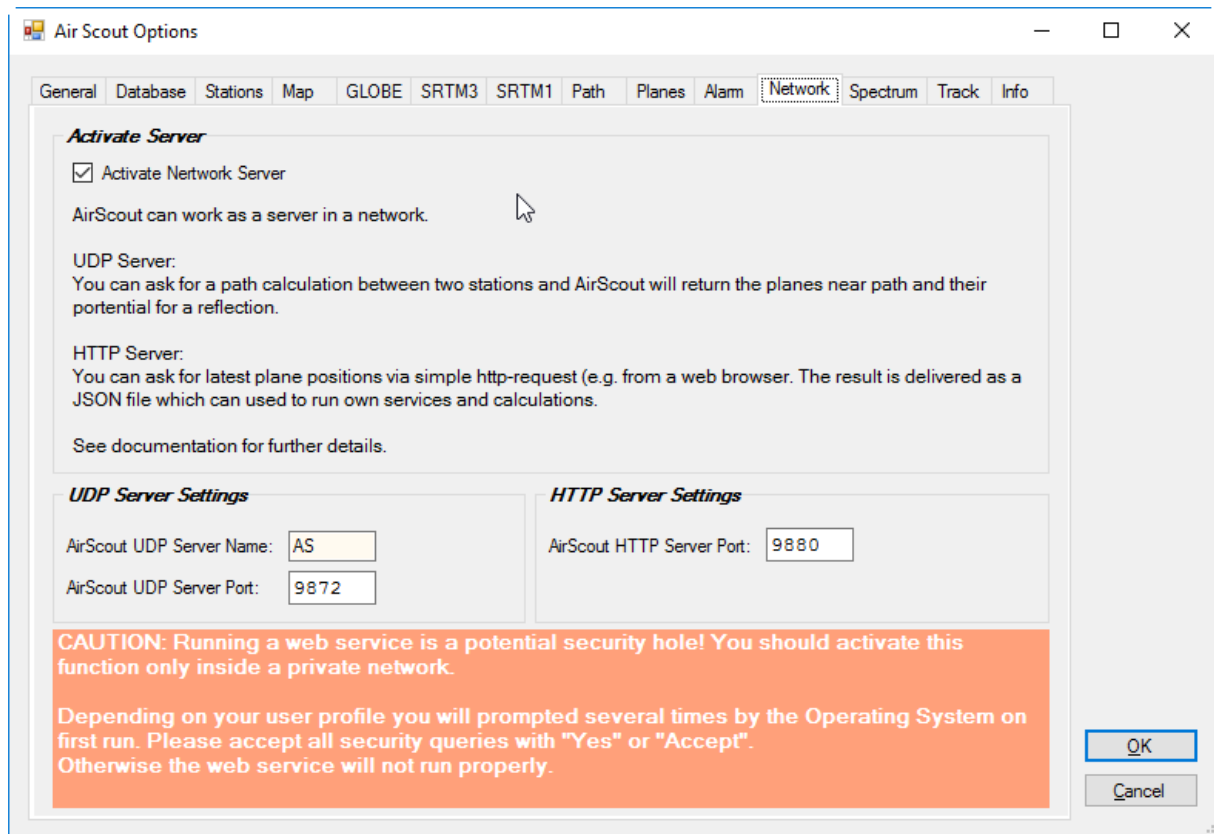 Air Scout Options
General Database Stations Map GLOBE SRTM3 SRTM1 Path Planes Alarm Network Spectrum Track Info
Activate Server
Activate Nertwork Server
AirScout can work as a server in a network.
UDP Server:
You can ask for a path calculation between two stations and AirScout will return the planes near path and their
portential for a reflection.
HTTP Server:
You can ask for latest plane positions via simple http-request (e.g. from a web browser. The result is delivered as a
JSON file which can used to run own services and calculations.
See documentation for further details.
UDP Server Settings
AirScout UDP Server Name: AS
AirScout UDP Server Port: 9872
HTTP Server Settings
AirScout HTTP Server Port: 9880
CAUTION: Running a web service is a potential security hole! You should activate this
function only inside a private network.
Depending on your user profile you will prompted several times by the Operating System on
first run. Please accept all security queries with "Yes" or "Accept".
Otherwise the web service will not run properly.
OK
Cancel